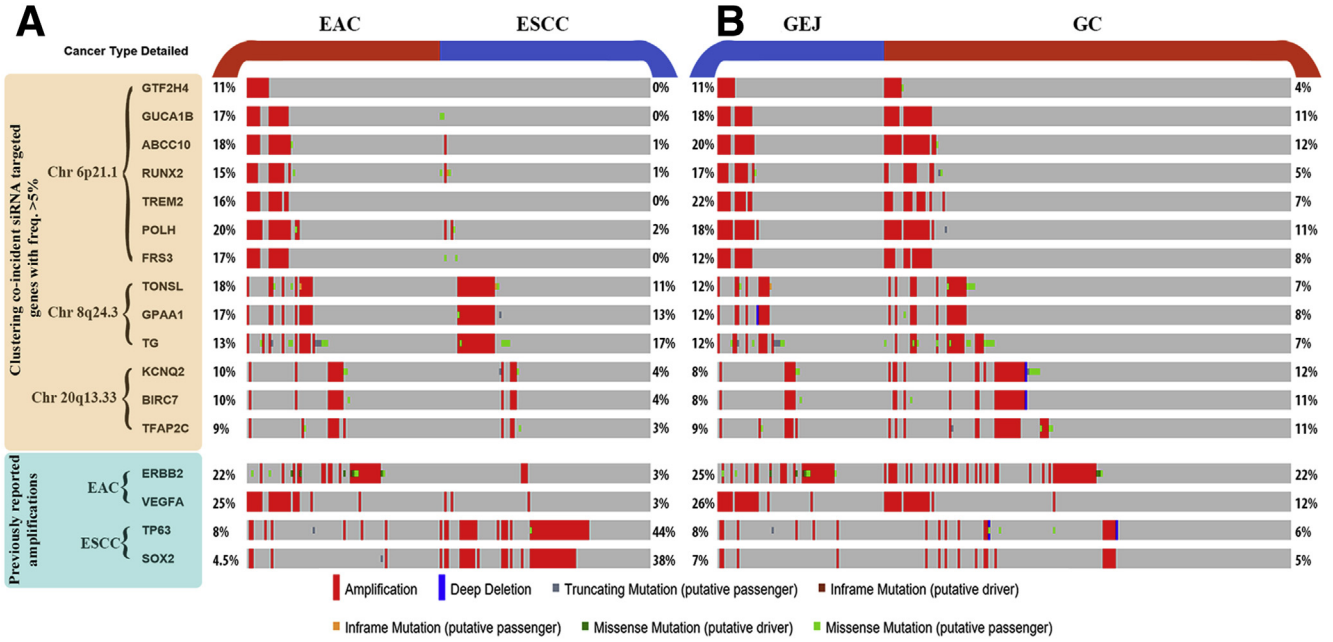 A EAC ESCC B GEJ GC
Cancer Type Detailed
Clustering co-incident siRNA targeted
genes with freq. >5%
Chr 6p21.1
GTF2H4 11% 0% 11% 4%
GUCA1B 17% 0% 18% 11%
ABCC10 18% 1% 20% 12%
RUNX2 15% 1% 17% 5%
TREM2 16% 0% 22% 7%
POLH 20% 2% 18% 11%
FRS3 17% 0% 12% 8%
Chr 8q24.3
TONSL 18% 11% 12% 7%
GPAA1 17% 13% 12% 8%
TG 13% 17% 12% 7%
Chr 20q13.33
KCNQ2 10% 4% 8% 12%
BIRC7 10% 4% 8% 11%
TFAP2C 9% 3% 9% 11%
Previously reported
amplifications
EAC
ERBB2 22% 3% 25% 22%
VEGFA 25% 3% 26% 12%
ESCC
TP63 8% 44% 8% 6%
SOX2 4.5% 38% 7% 5%
Amplification Deep Deletion Truncating Mutation (putative passenger) Inframe Mutation (putative driver)
Inframe Mutation (putative passenger) Missense Mutation (putative driver) Missense Mutation (putative passenger)